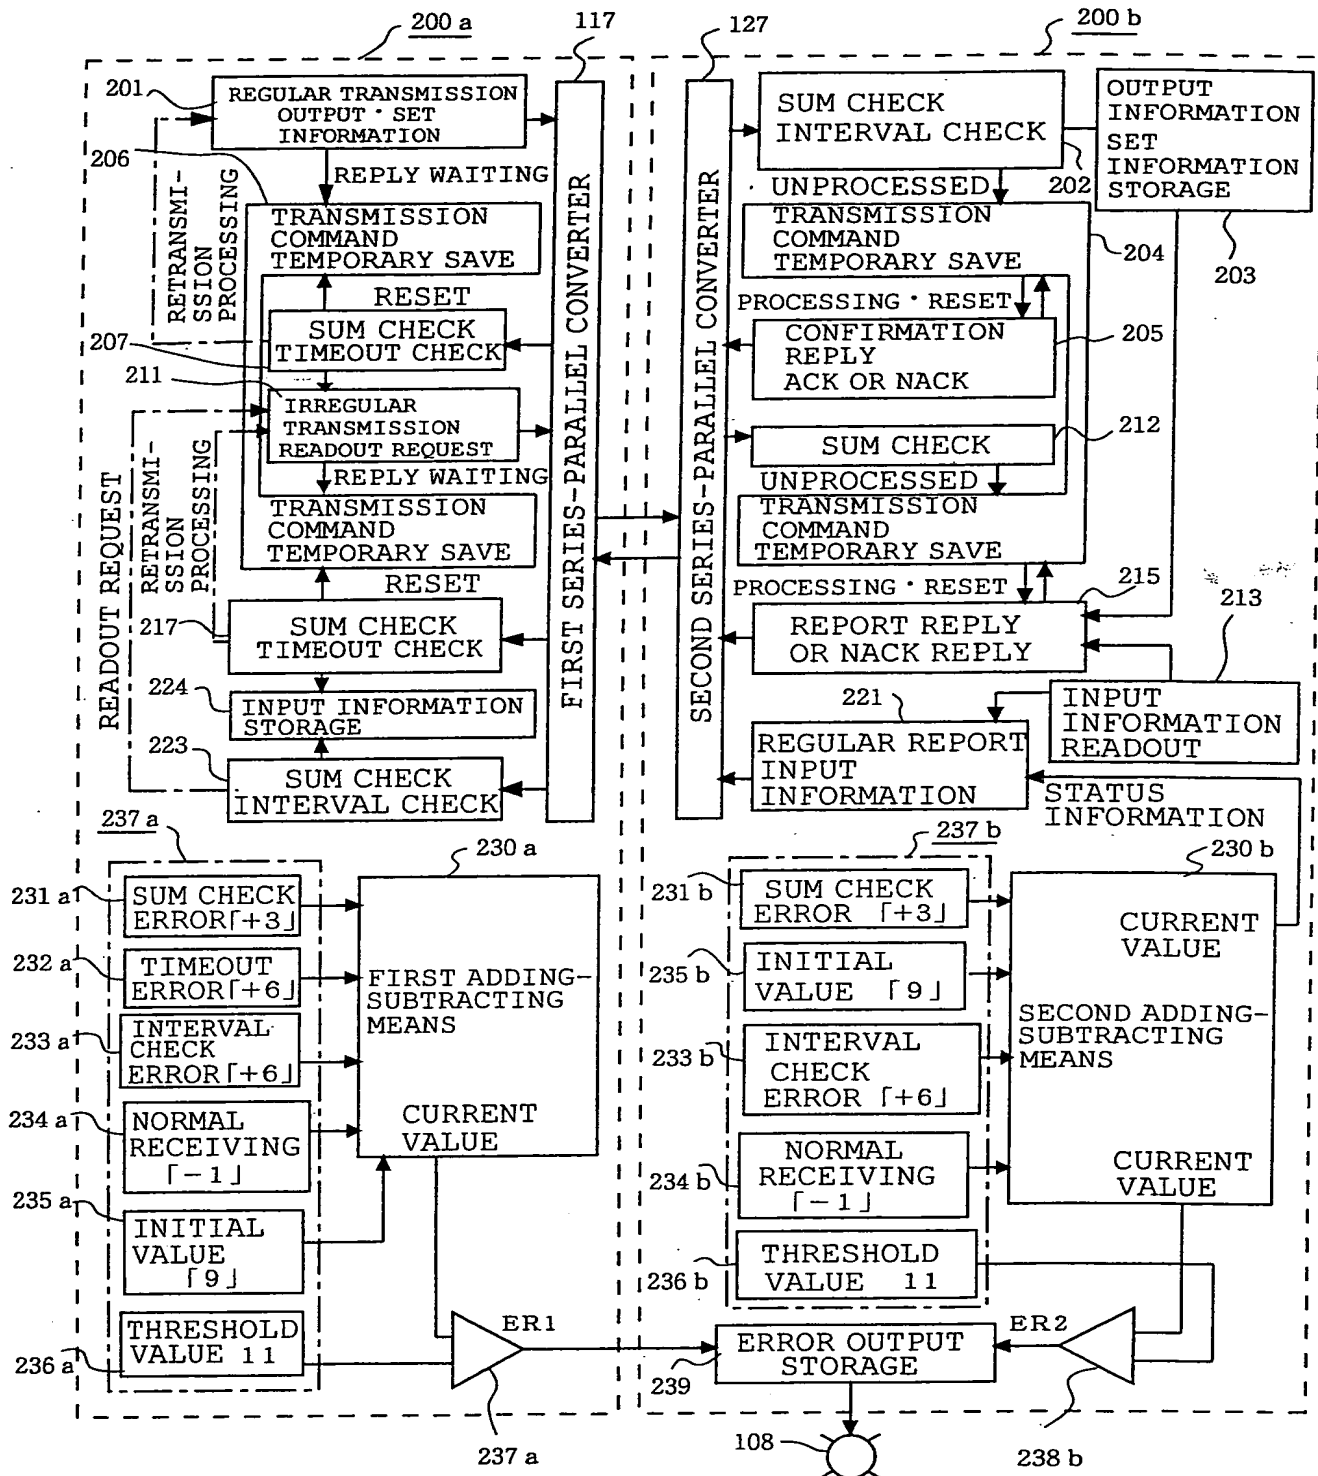 200 a
117
127
200 b
201
REGULAR TRANSMISSION
OUTPUT・SET
INFORMATION
206
REPLY WAITING
RETRANSMI-
SSION
PROCESSING
TRANSMISSION
COMMAND
TEMPORARY SAVE
RESET
SUM CHECK
TIMEOUT CHECK
207
211
IRREGULAR
TRANSMISSION
READOUT REQUEST
REPLY WAITING
READOUT REQUEST
RETRANSMI-
SSION
PROCESSING
TRANSMISSION
COMMAND
TEMPORARY SAVE
RESET
217
SUM CHECK
TIMEOUT CHECK
224
INPUT INFORMATION
STORAGE
223
SUM CHECK
INTERVAL CHECK
FIRST SERIES-PARALLEL CONVERTER
SECOND SERIES-PARALLEL CONVERTER
SUM CHECK
INTERVAL CHECK
202
OUTPUT
INFORMATION
SET
INFORMATION
STORAGE
203
UNPROCESSED
TRANSMISSION
COMMAND
TEMPORARY SAVE
204
PROCESSING・RESET
CONFIRMATION
REPLY
ACK OR NACK
205
SUM CHECK
212
UNPROCESSED
TRANSMISSION
COMMAND
TEMPORARY SAVE
PROCESSING・RESET
215
REPORT REPLY
OR NACK REPLY
213
INPUT
INFORMATION
READOUT
221
REGULAR REPORT
INPUT
INFORMATION
STATUS
INFORMATION
237 a
230 a
231 a
SUM CHECK
ERROR「+3」
232 a
TIMEOUT
ERROR「+6」
233 a
INTERVAL
CHECK
ERROR「+6」
234 a
NORMAL
RECEIVING
「-1」
235 a
INITIAL
VALUE
「9」
236 a
THRESHOLD
VALUE 11
FIRST ADDING-
SUBTRACTING
MEANS
CURRENT
VALUE
ER1
237 a
237 b
230 b
231 b
SUM CHECK
ERROR 「+3」
235 b
INITIAL
VALUE 「9」
233 b
INTERVAL
CHECK
ERROR 「+6」
234 b
NORMAL
RECEIVING
「-1」
236 b
THRESHOLD
VALUE 11
CURRENT
VALUE
SECOND ADDING-
SUBTRACTING
MEANS
CURRENT
VALUE
ER2
ERROR OUTPUT
STORAGE
239
238 b
108